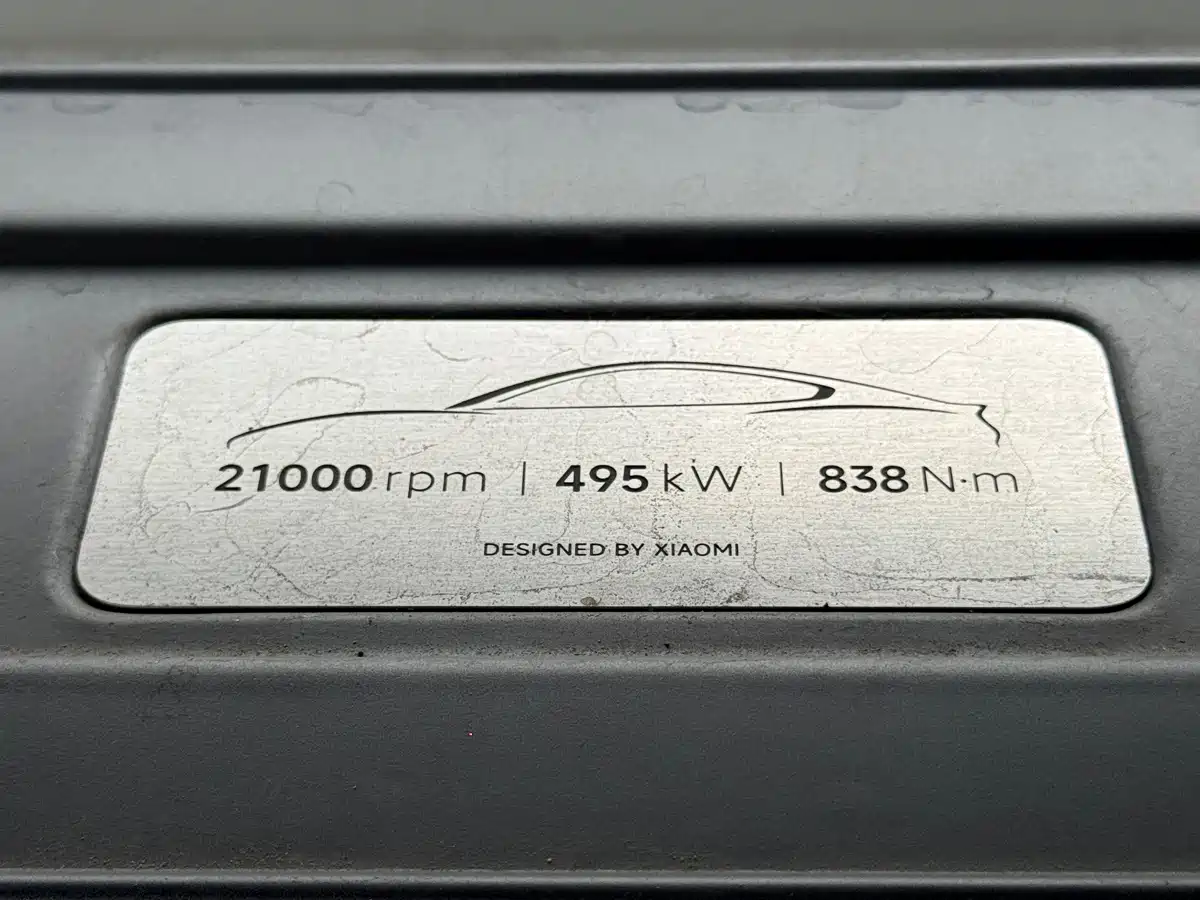 21000 rpm | 495 kW | 838 N·m
DESIGNED BY XIAOMI